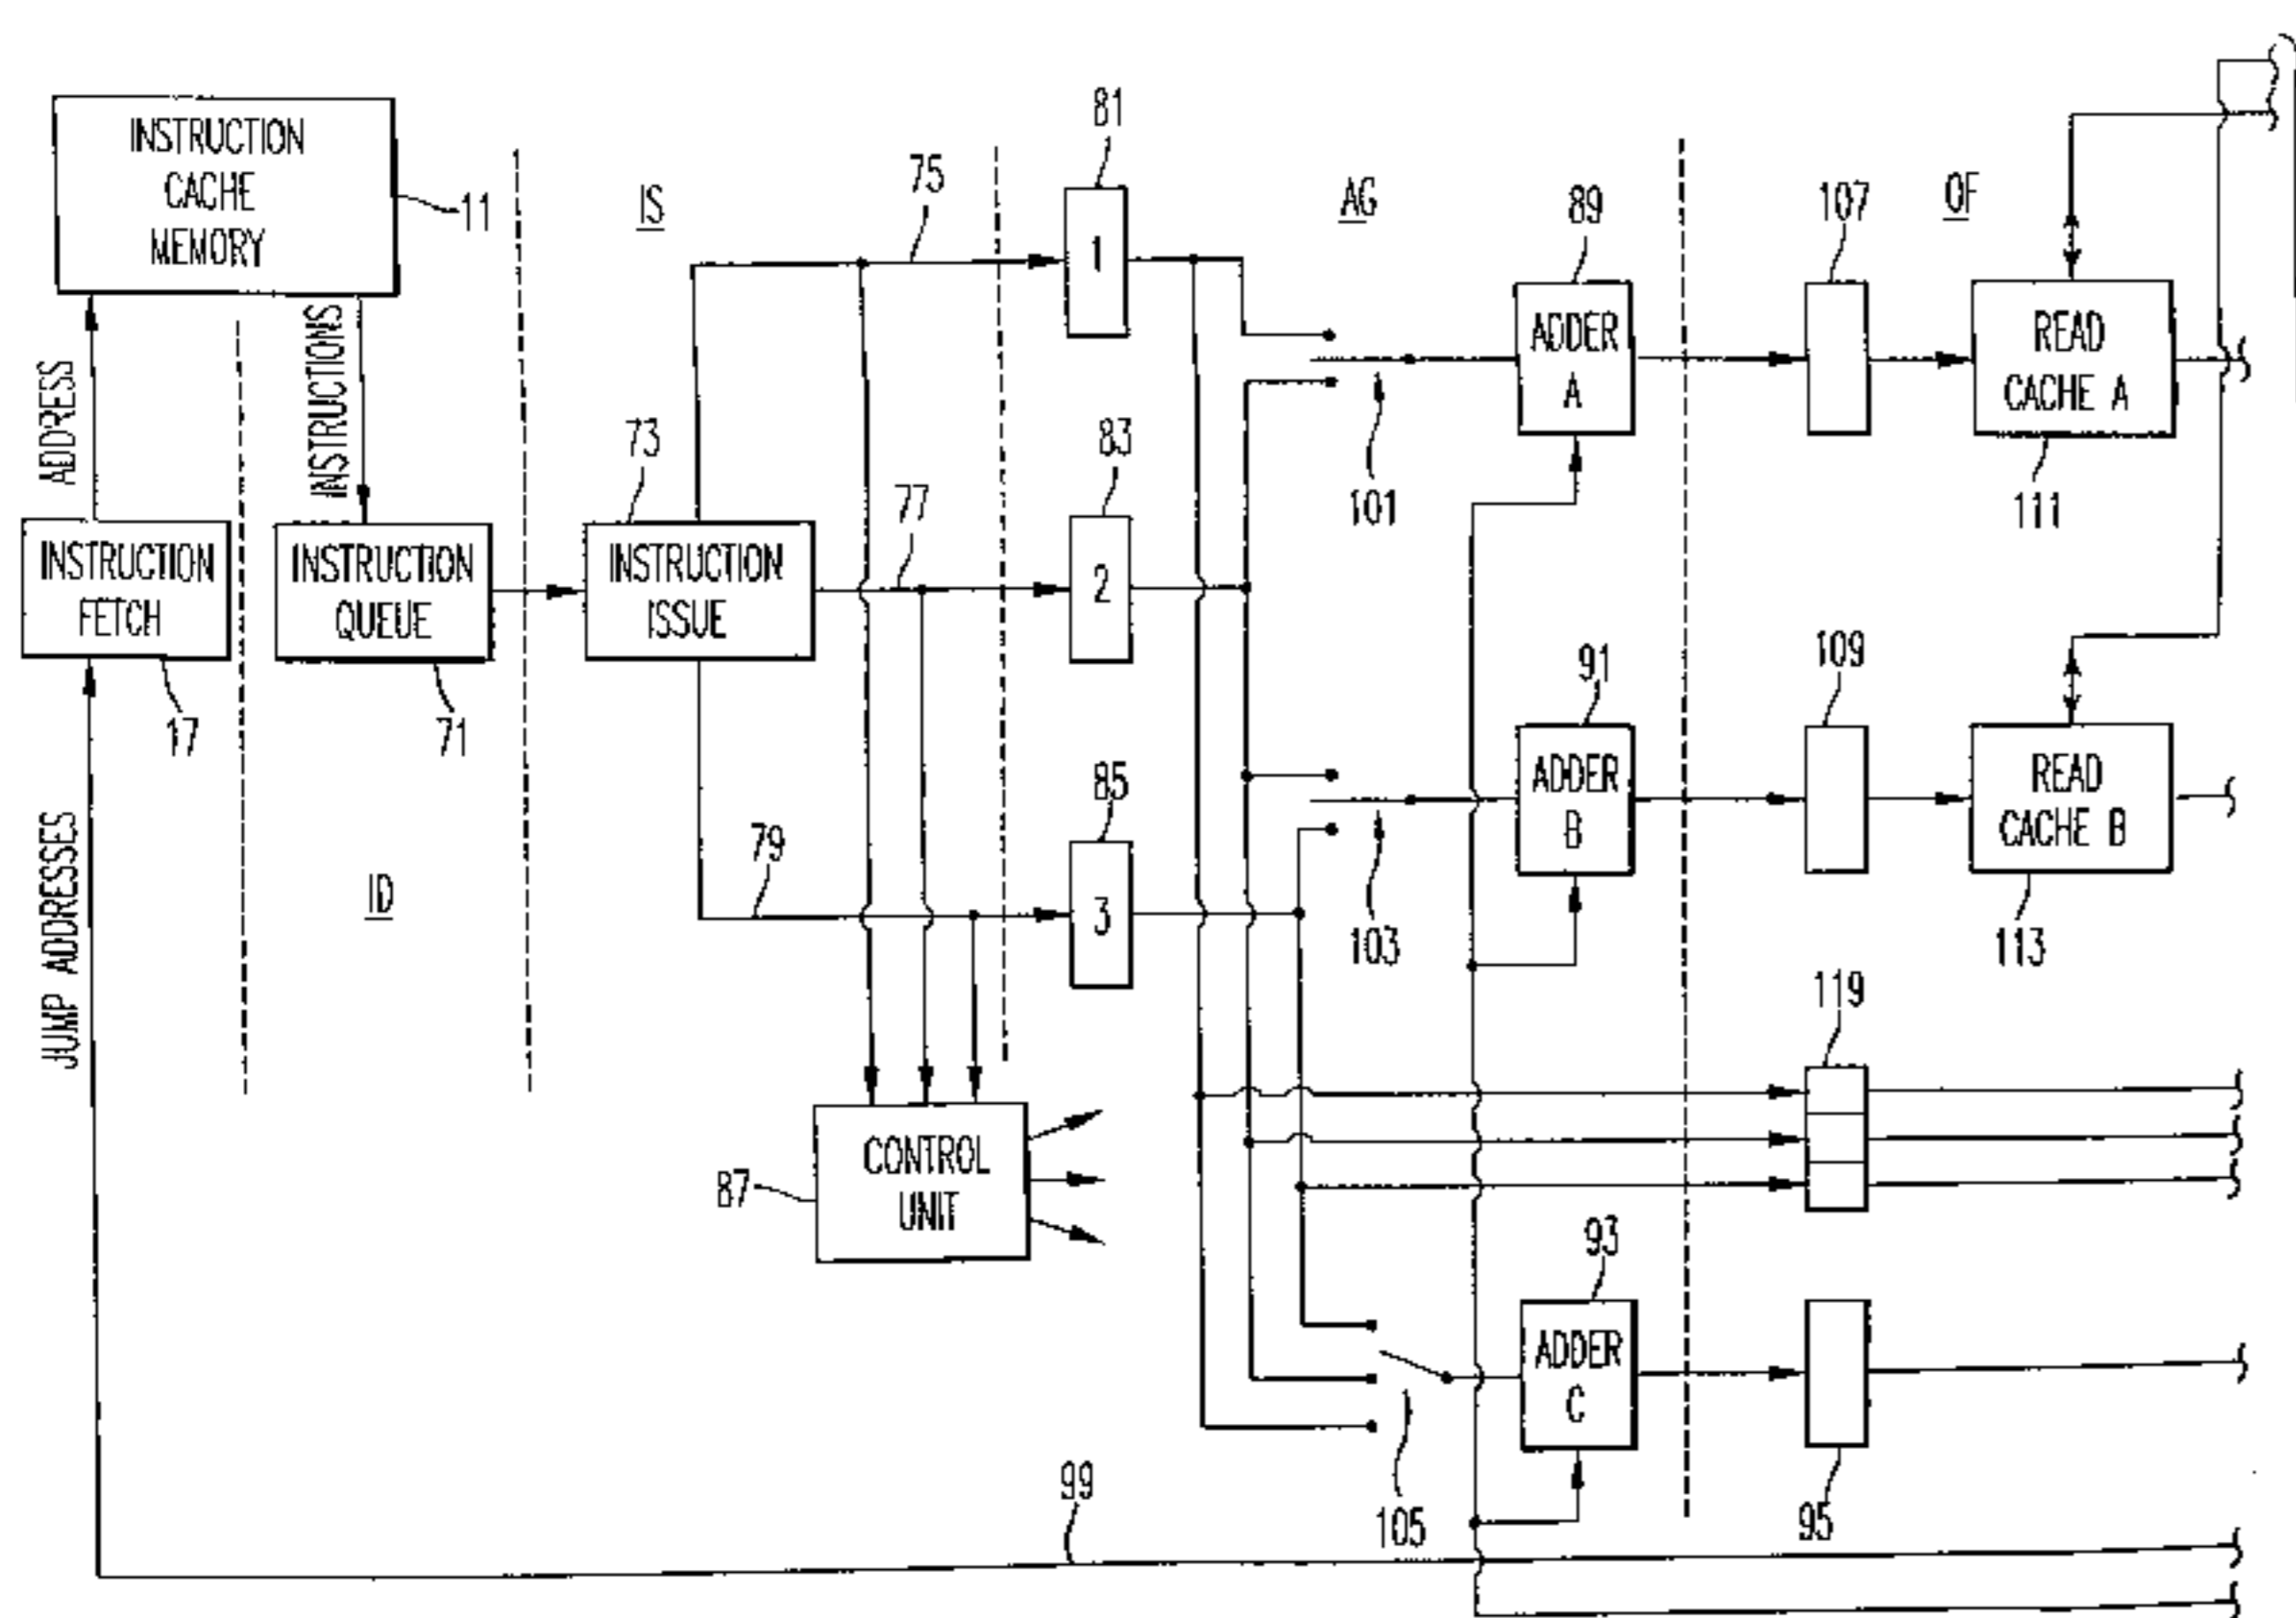 INSTRUCTION
CACHE
MEMORY
11
ADDRESS
INSTRUCTIONS
INSTRUCTION
FETCH
17
INSTRUCTION
QUEUE
71
JUMP ADDRESSES
ID
IS
73
INSTRUCTION
ISSUE
75
77
79
81
1
83
2
85
3
87
CONTROL
UNIT
AG
89
ADDER
A
101
91
ADDER
B
103
93
ADDER
C
105
99
OF
107
READ
CACHE A
111
109
READ
CACHE B
113
119
95